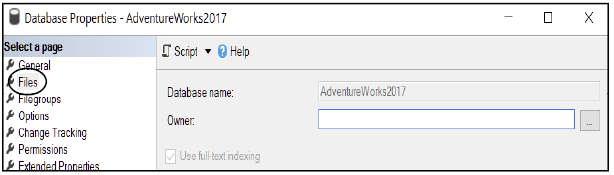 Database Properties - AdventureWorks2017
Select a page
General
Files
Filegroups
Options
Change Tracking
Permissions
Extended Properties
Script Help
Database name: AdventureWorks2017
Owner:
...
Use full-text indexing